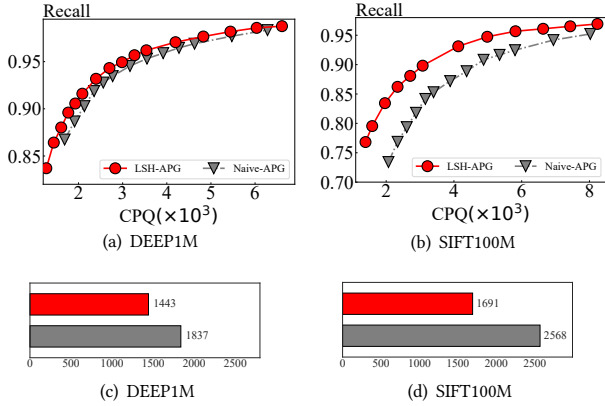 Recall
0.95
0.90
0.85
LSH-APG Naive-APG
2 3 4 5 6
CPQ(×10³)
(a) DEEP1M
Recall
0.95
0.90
0.85
0.80
0.75
0.70
LSH-APG Naive-APG
2 4 6 8
CPQ(×10³)
(b) SIFT100M
1443
1837
0 500 1000 1500 2000 2500
(c) DEEP1M
1691
2568
0 500 1000 1500 2000 2500
(d) SIFT100M